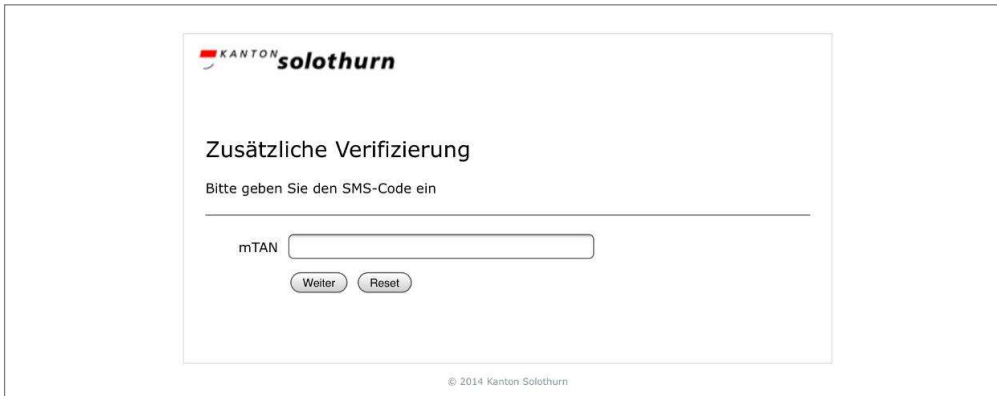 KANTON solothurn
Zusätzliche Verifizierung
Bitte geben Sie den SMS-Code ein
mTAN
Weiter Reset
© 2014 Kanton Solothurn